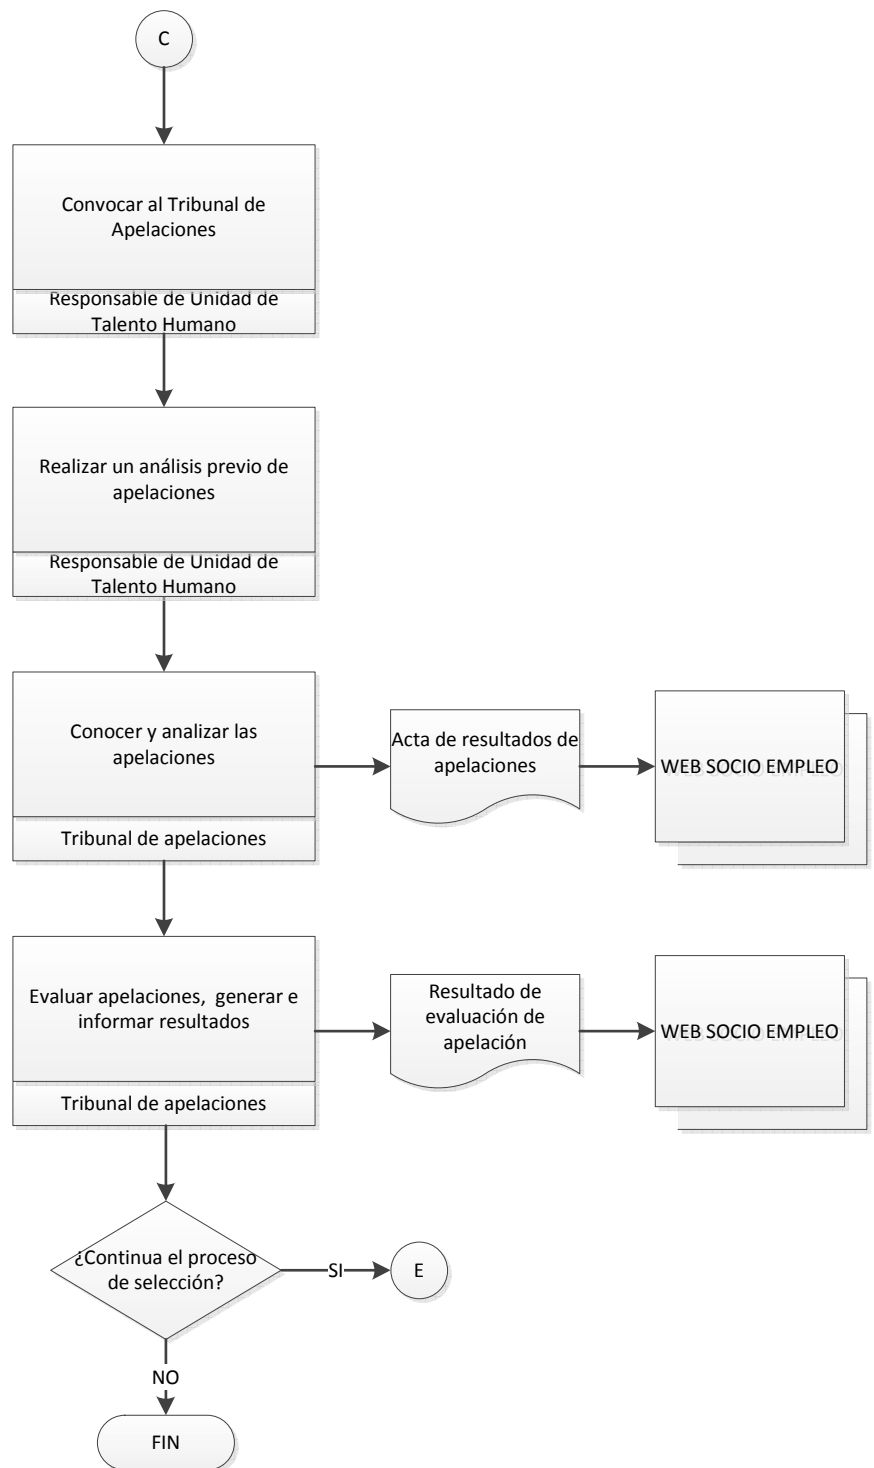 C
Convocar al Tribunal de
Apelaciones
Responsable de Unidad de
Talento Humano
Realizar un análisis previo de
apelaciones
Responsable de Unidad de
Talento Humano
Conocer y analizar las
apelaciones
Tribunal de apelaciones
Acta de resultados de
apelaciones
WEB SOCIO EMPLEO
Evaluar apelaciones,  generar e
informar resultados
Tribunal de apelaciones
Resultado de
evaluación de
apelación
WEB SOCIO EMPLEO
¿Continua el proceso
de selección?
SI
E
NO
FIN